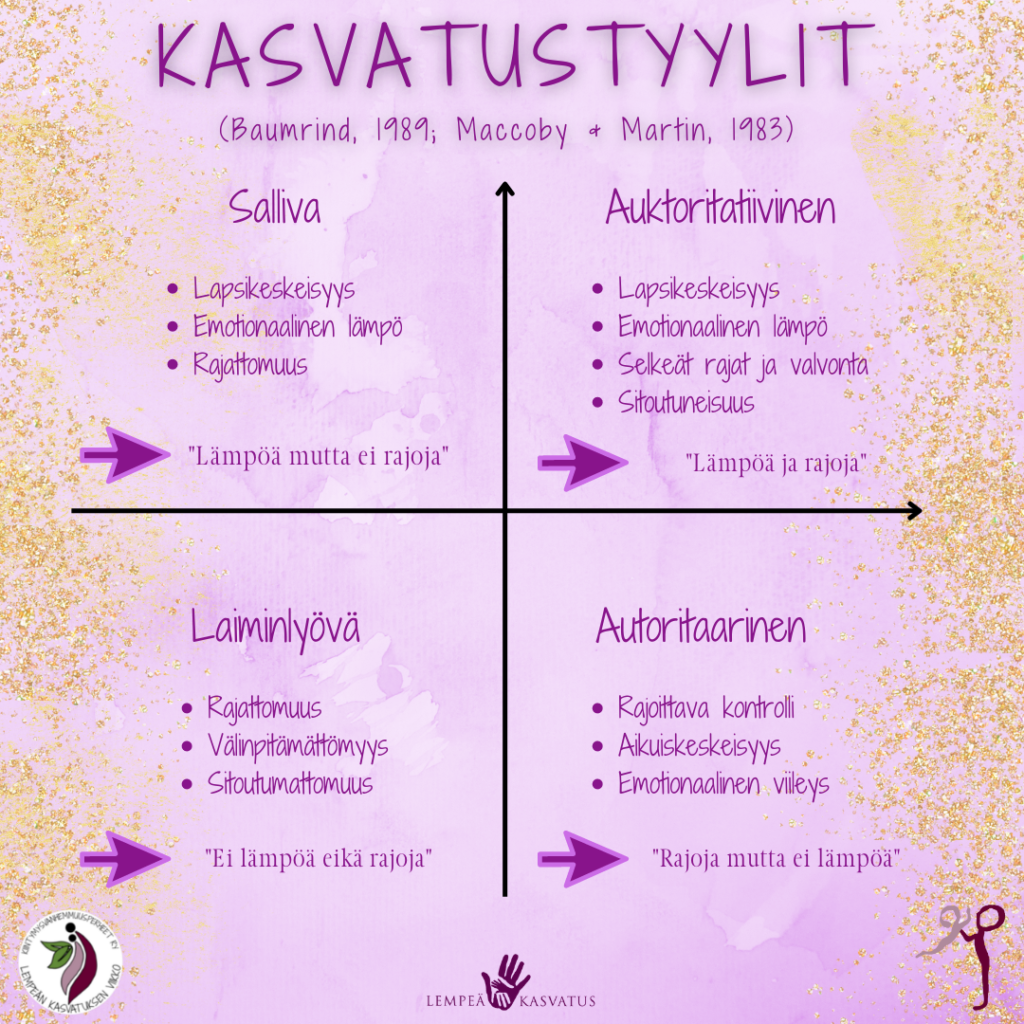 KASVATUSTYYLIT
(Baumrind, 1989; Maccoby & Martin, 1983)
Salliva
• Lapsikeskeisyys
• Emotionaalinen lämpö
• Rajattomuus
"Lämpöä mutta ei rajoja"
Auktoritatiivinen
• Lapsikeskeisyys
• Emotionaalinen lämpö
• Selkeät rajat ja valvonta
• Sitoutuneisuus
"Lämpöä ja rajoja"
Laiminlyövä
• Rajattomuus
• Välinpitämättömyys
• Sitoutumattomuus
"Ei lämpöä eikä rajoja"
Autoritaarinen
• Rajoittava kontrolli
• Aikuiskeskeisyys
• Emotionaalinen viileys
"Rajoja mutta ei lämpöä"
KIINTYMYSVANHEMMUUSPERHEET RY
LEMPEÄN KASVATUKSEN VIIKKO
LEMPEÄ KASVATUS